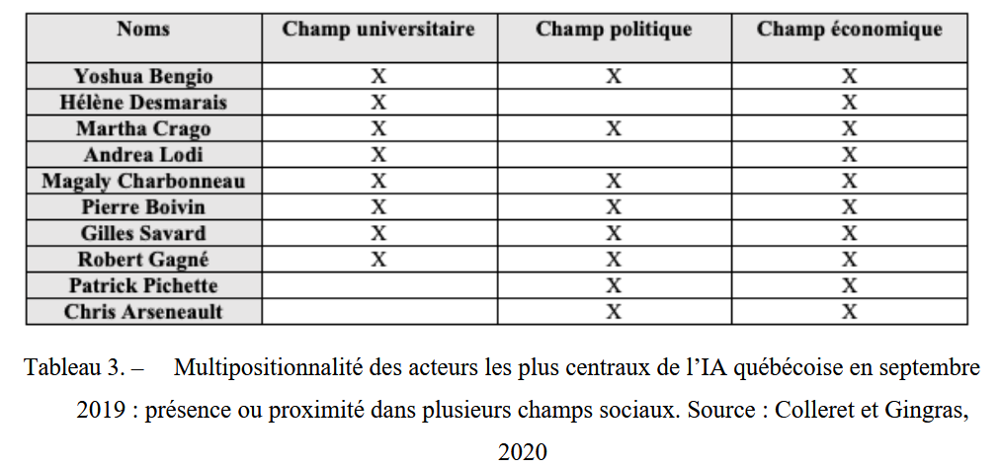 Noms Champ universitaire Champ politique Champ économique
Yoshua Bengio X X X
Hélène Desmarais X X
Martha Crago X X X
Andrea Lodi X X
Magaly Charbonneau X X X
Pierre Boivin X X X
Gilles Savard X X X
Robert Gagné X X X
Patrick Pichette X X
Chris Arseneault X X
Tableau 3. – Multipositionnalité des acteurs les plus centraux de l’IA québécoise en septembre
2019 : présence ou proximité dans plusieurs champs sociaux. Source : Colleret et Gingras,
2020